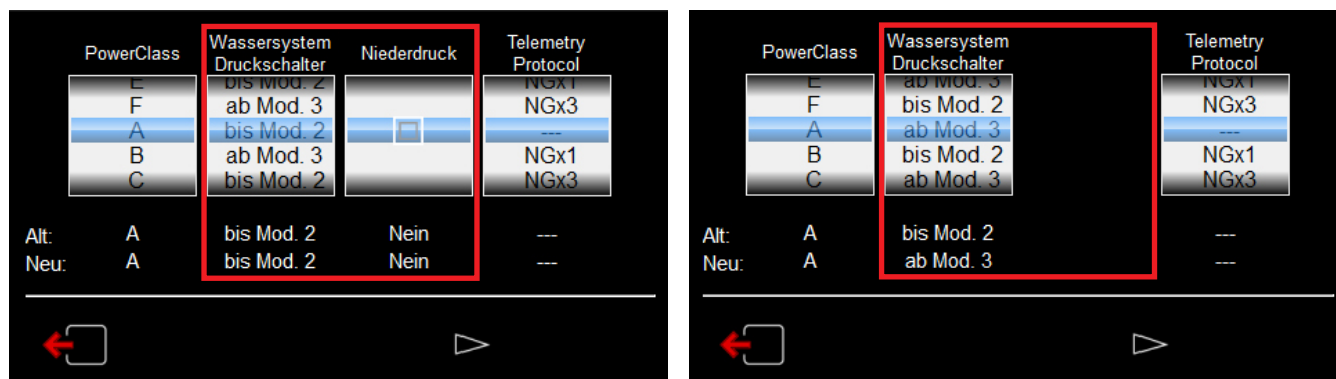 PowerClass Wassersystem Druckschalter Niederdruck Telemetry Protocol
E bis Mod. 2 NGx1
F ab Mod. 3 NGx3
A bis Mod. 2 ---
B ab Mod. 3 NGx1
C bis Mod. 2 NGx3
Alt: A bis Mod. 2 Nein ---
Neu: A bis Mod. 2 Nein ---
PowerClass Wassersystem Druckschalter Telemetry Protocol
E ab Mod. 3 NGx1
F bis Mod. 2 NGx3
A ab Mod. 3 ---
B bis Mod. 2 NGx1
C ab Mod. 3 NGx3
Alt: A bis Mod. 2 ---
Neu: A ab Mod. 3 ---